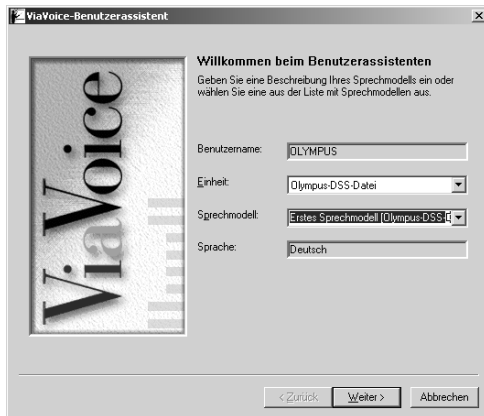 ViaVoice-Benutzerassistent
ViaVoice
Willkommen beim Benutzerassistenten
Geben Sie eine Beschreibung Ihres Sprechmodells ein oder
wählen Sie eine aus der Liste mit Sprechmodellen aus.
Benutzername: OLYMPUS
Einheit: Olympus-DSS-Datei
Sprechmodell: Erstes Sprechmodell [Olympus-DSS-D
Sprache: Deutsch
< Zurück Weiter > Abbrechen